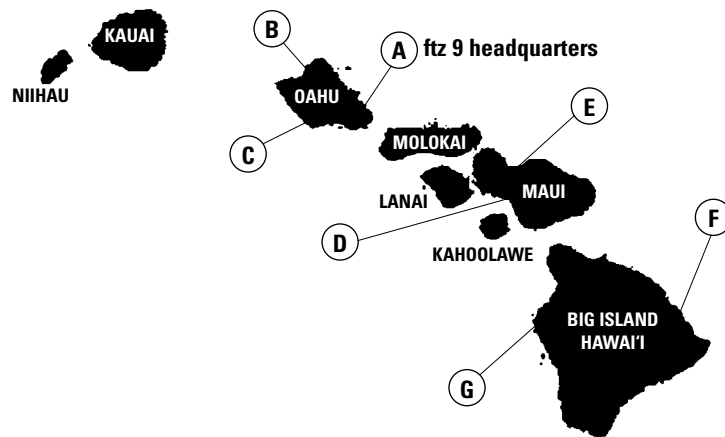 KAUAI
NIIHAU
B
A ftz 9 headquarters
OAHU
C
E
MOLOKAI
LANAI
MAUI
D
KAHOOLAWE
F
BIG ISLAND
HAWAI‘I
G